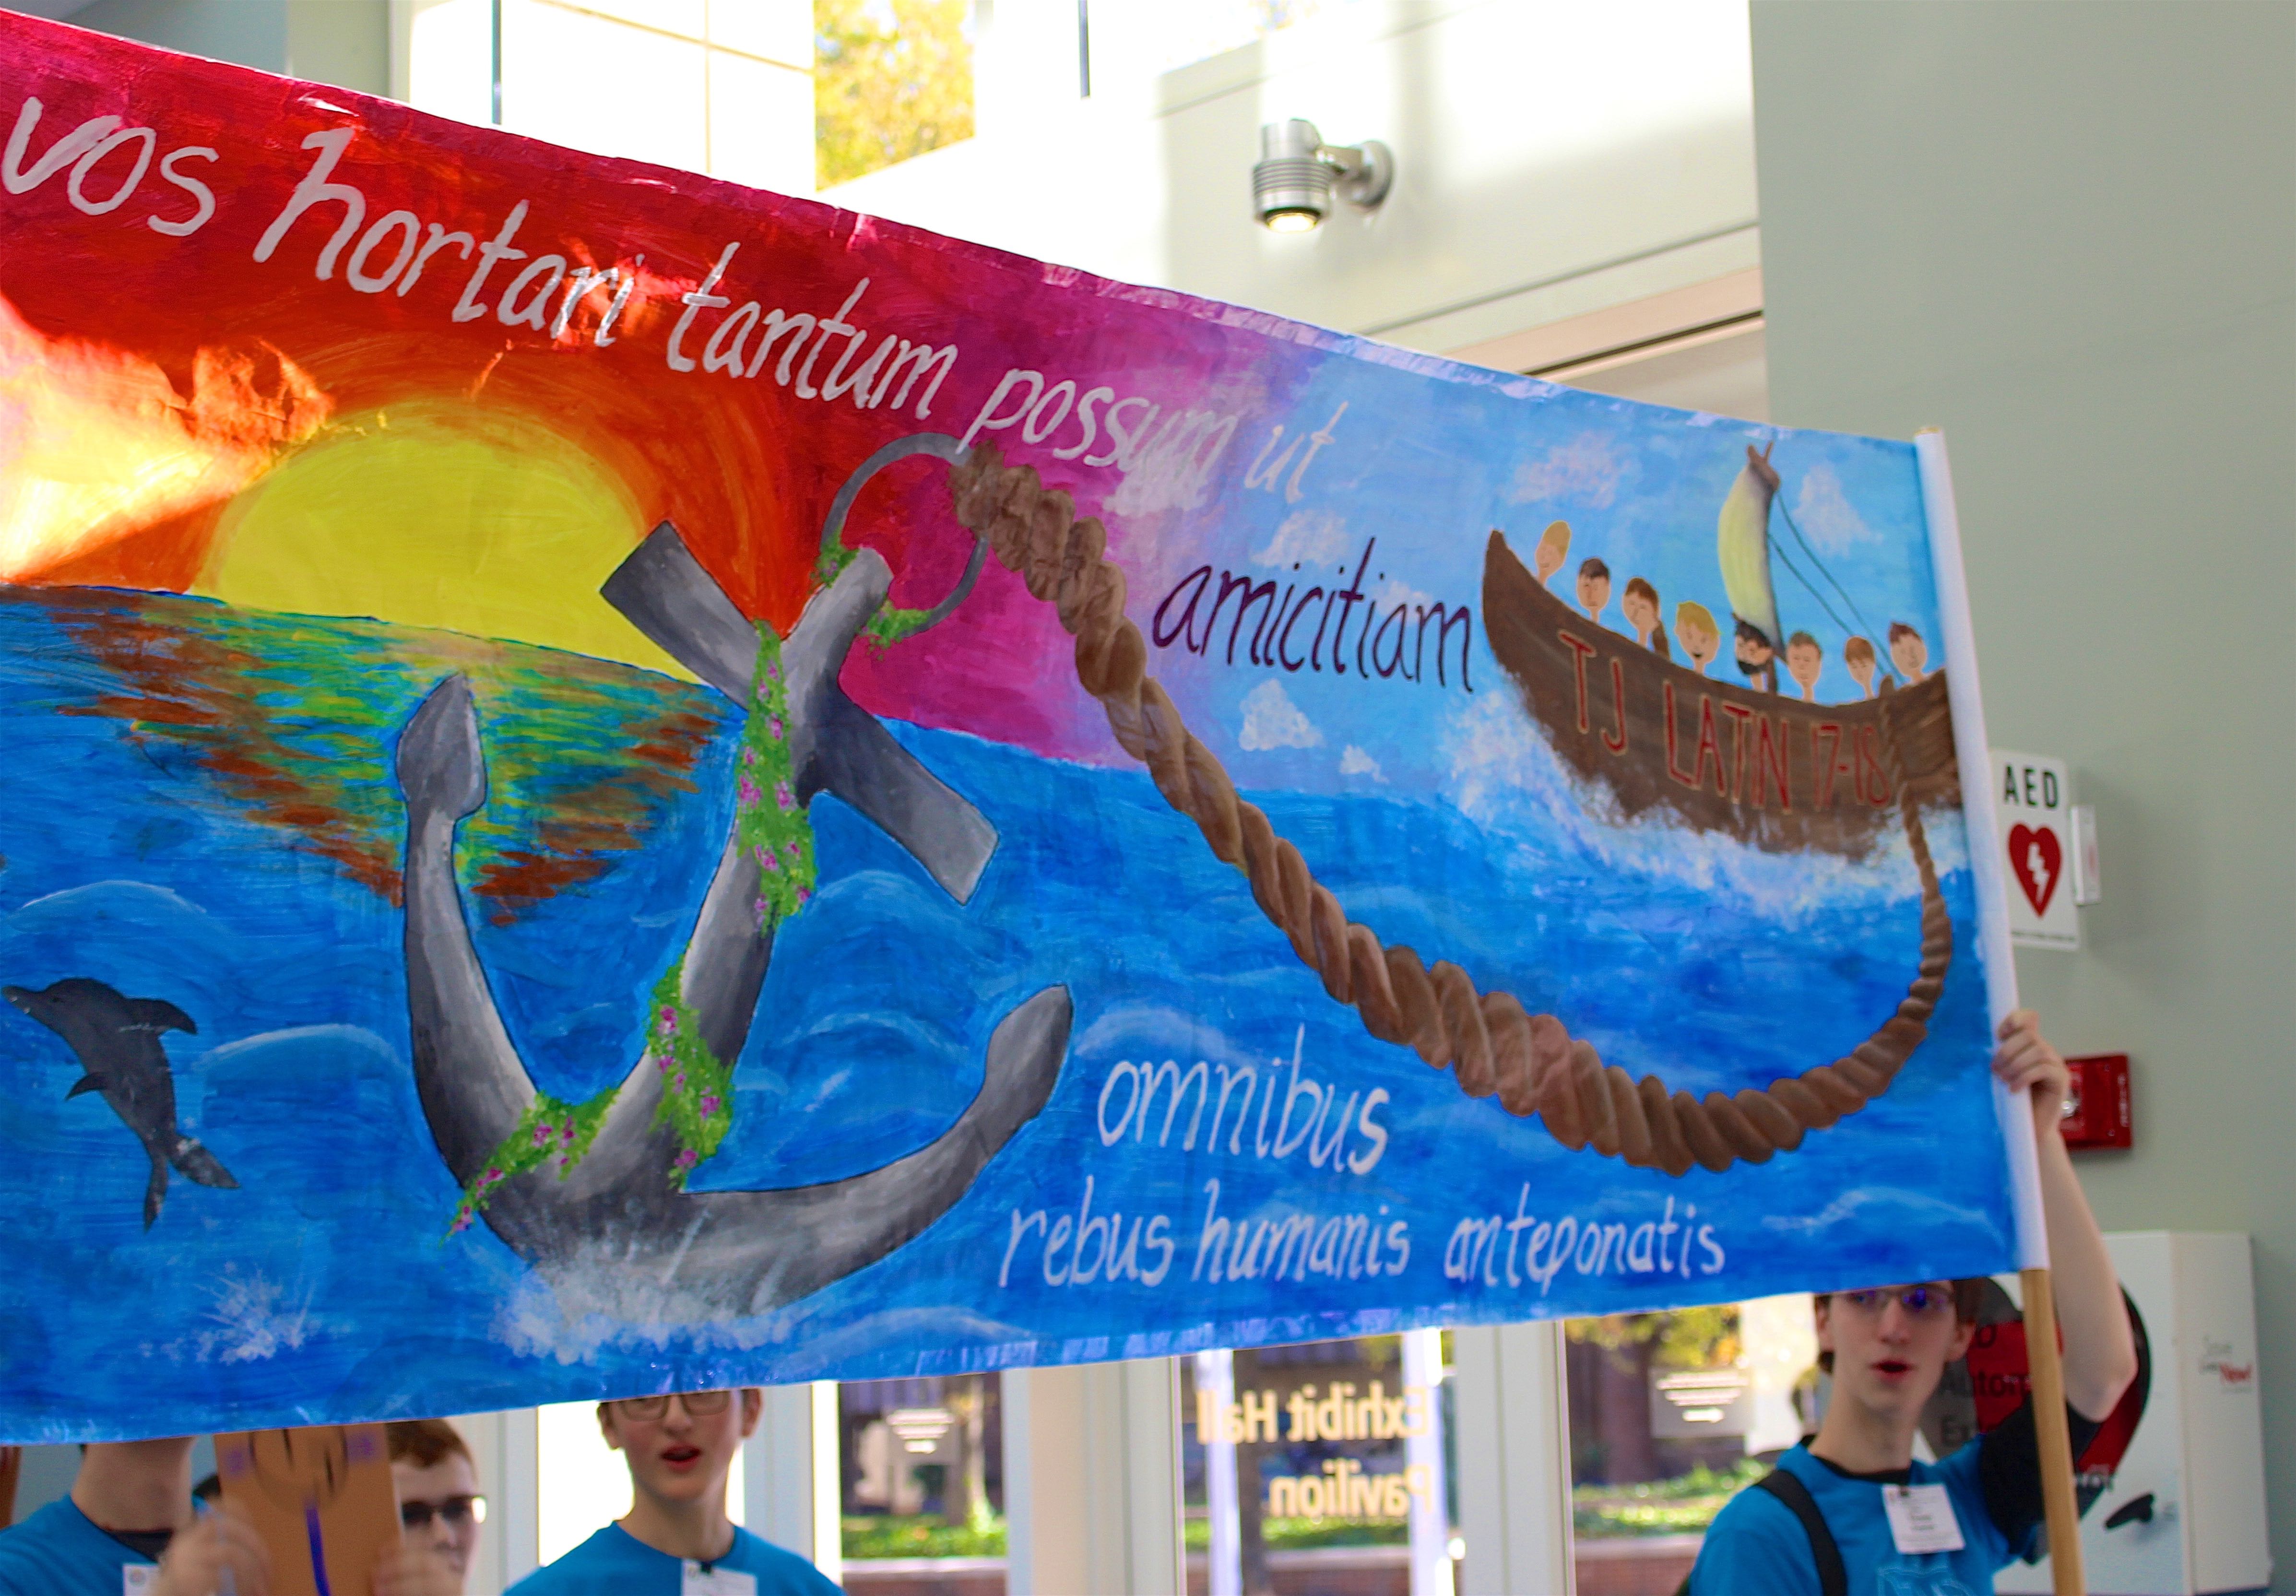 vos hortari tantum possum ut
amicitiam
omnibus
rebus humanis anteponatis
TJ LATIN 17-18
AED
Exhibit Hall
Pavilion